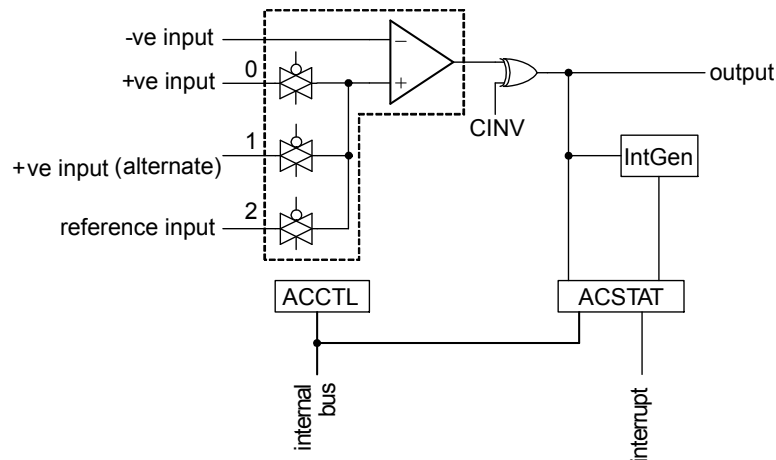 -ve input
−
0
+ve input
+
output
CINV
1
+ve input (alternate)
IntGen
2
reference input
ACCTL
ACSTAT
internal
bus
interrupt